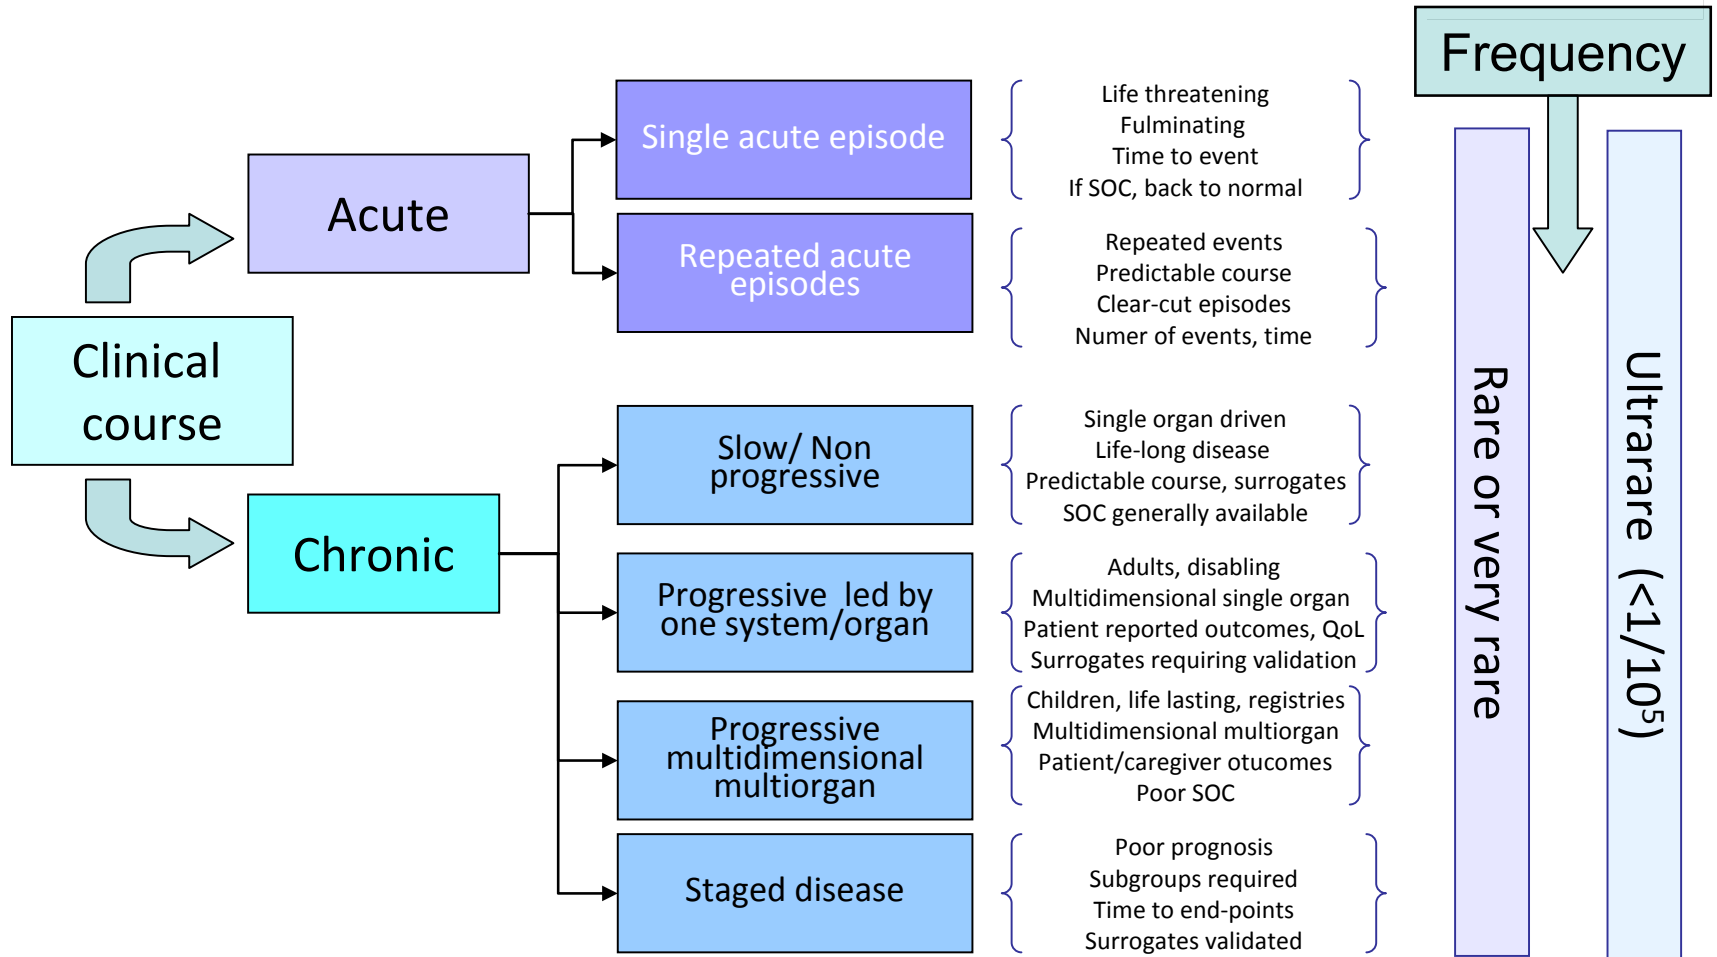 Frequency
Clinical
course
Acute
Single acute episode
Life threatening
Fulminating
Time to event
If SOC, back to normal
Repeated acute
episodes
Repeated events
Predictable course
Clear-cut episodes
Numer of events, time
Chronic
Slow/ Non
progressive
Single organ driven
Life-long disease
Predictable course, surrogates
SOC generally available
Progressive led by
one system/organ
Adults, disabling
Multidimensional single organ
Patient reported outcomes, QoL
Surrogates requiring validation
Progressive
multidimensional
multiorgan
Children, life lasting, registries
Multidimensional multiorgan
Patient/caregiver otucomes
Poor SOC
Staged disease
Poor prognosis
Subgroups required
Time to end-points
Surrogates validated
Rare or very rare
Ultrarare (<1/10⁵)